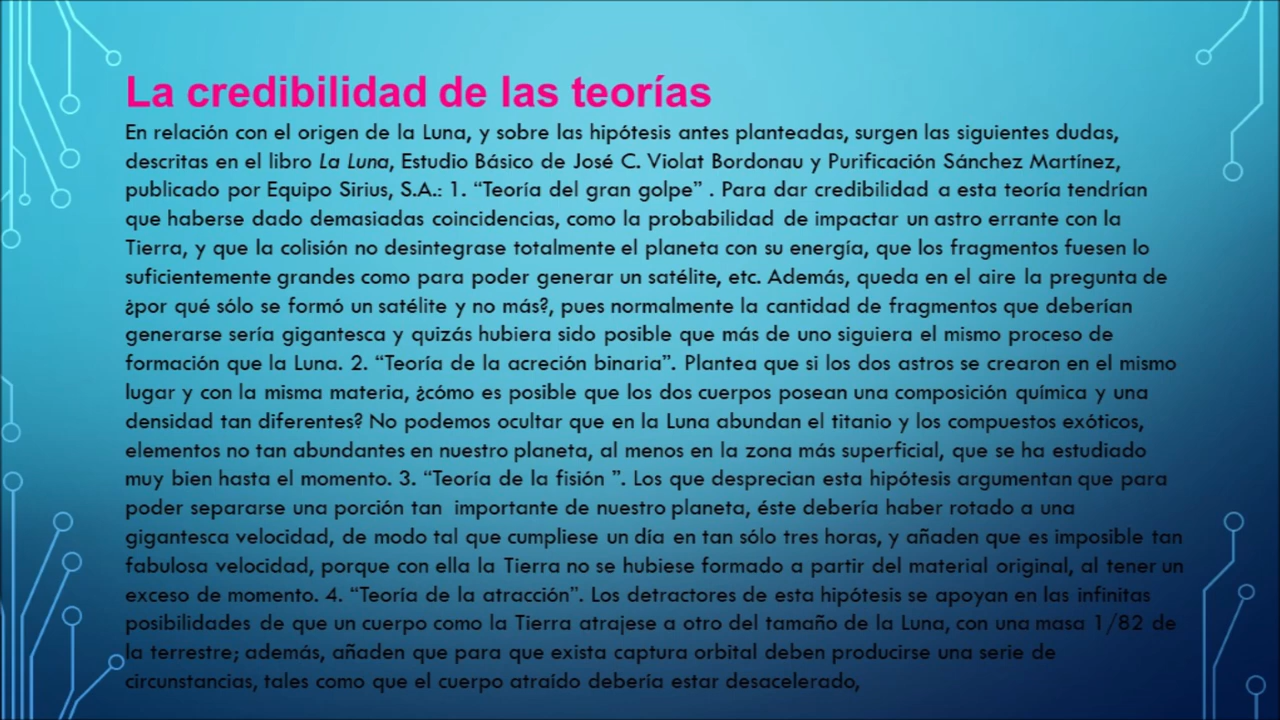 La credibilidad de las teorías
En relación con el origen de la Luna, y sobre las hipótesis antes planteadas, surgen las siguientes dudas,
descritas en el libro La Luna, Estudio Básico de José C. Violat Bordonau y Purificación Sánchez Martínez,
publicado por Equipo Sirius, S.A.: 1. “Teoría del gran golpe” . Para dar credibilidad a esta teoría tendrían
que haberse dado demasiadas coincidencias, como la probabilidad de impactar un astro errante con la
Tierra, y que la colisión no desintegrase totalmente el planeta con su energía, que los fragmentos fuesen lo
suficientemente grandes como para poder generar un satélite, etc. Además, queda en el aire la pregunta de
¿por qué sólo se formó un satélite y no más?, pues normalmente la cantidad de fragmentos que deberían
generarse sería gigantesca y quizás hubiera sido posible que más de uno siguiera el mismo proceso de
formación que la Luna. 2. “Teoría de la acreción binaria”. Plantea que si los dos astros se crearon en el mismo
lugar y con la misma materia, ¿cómo es posible que los dos cuerpos posean una composición química y una
densidad tan diferentes? No podemos ocultar que en la Luna abundan el titanio y los compuestos exóticos,
elementos no tan abundantes en nuestro planeta, al menos en la zona más superficial, que se ha estudiado
muy bien hasta el momento. 3. “Teoría de la fisión ”. Los que desprecian esta hipótesis argumentan que para
poder separarse una porción tan importante de nuestro planeta, éste debería haber rotado a una
gigantesca velocidad, de modo tal que cumpliese un día en tan sólo tres horas, y añaden que es imposible tan
fabulosa velocidad, porque con ella la Tierra no se hubiese formado a partir del material original, al tener un
exceso de momento. 4. “Teoría de la atracción”. Los detractores de esta hipótesis se apoyan en las infinitas
posibilidades de que un cuerpo como la Tierra atrajese a otro del tamaño de la Luna, con una masa 1/82 de
la terrestre; además, añaden que para que exista captura orbital deben producirse una serie de
circunstancias, tales como que el cuerpo atraído debería estar desacelerado,